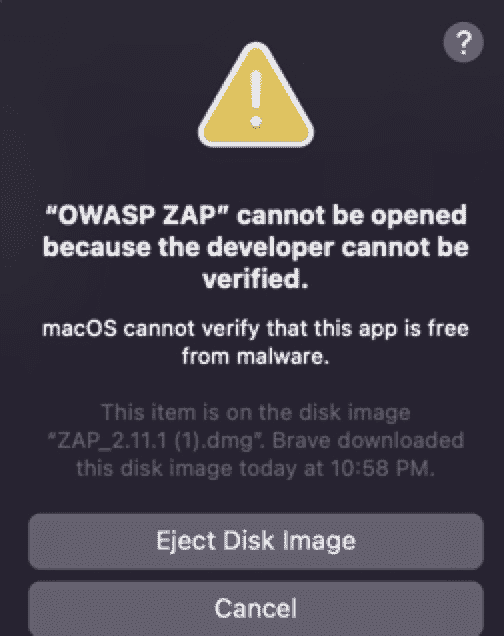 ?
“OWASP ZAP” cannot be opened
because the developer cannot be
verified.
macOS cannot verify that this app is free
from malware.
This item is on the disk image
“ZAP_2.11.1 (1).dmg”. Brave downloaded
this disk image today at 10:58 PM.
Eject Disk Image
Cancel